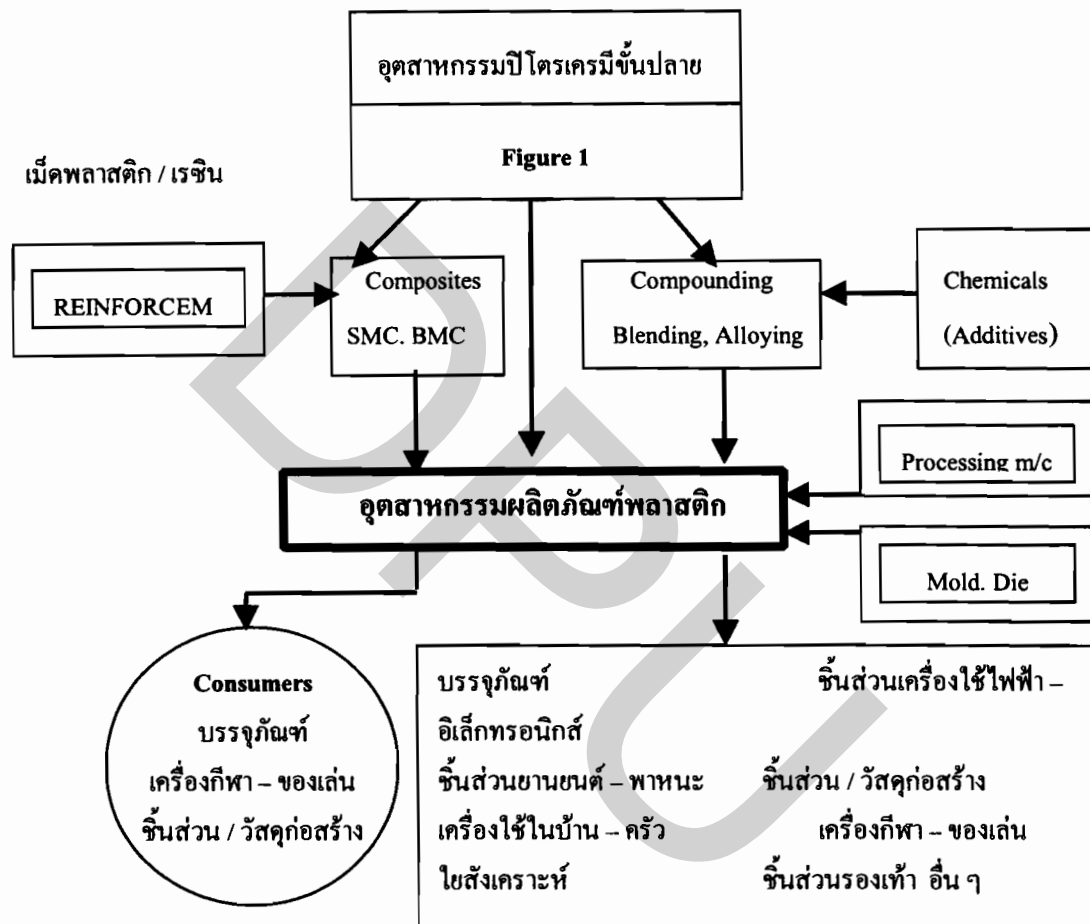 อุตสาหกรรมปิโตรเครมีขั้นปลาย
Figure 1
เม็ดพลาสติก / เรซิน
REINFORCEM
Composites
SMC. BMC
Compounding
Blending, Alloying
Chemicals
(Additives)
Processing m/c
อุตสาหกรรมผลิตภัณฑ์พลาสติก
Mold. Die
Consumers
บรรจุภัณฑ์
เครื่องกีฬา – ของเล่น
ชิ้นส่วน / วัสดุก่อสร้าง
บรรจุภัณฑ์ ชิ้นส่วนเครื่องใช้ไฟฟ้า –
อิเล็กทรอนิกส์
ชิ้นส่วนยานยนต์ – พาหนะ ชิ้นส่วน / วัสดุก่อสร้าง
เครื่องใช้ในบ้าน – ครัว เครื่องกีฬา – ของเล่น
ใยสังเคราะห์ ชิ้นส่วนรองเท้า อื่น ๆ
DPU